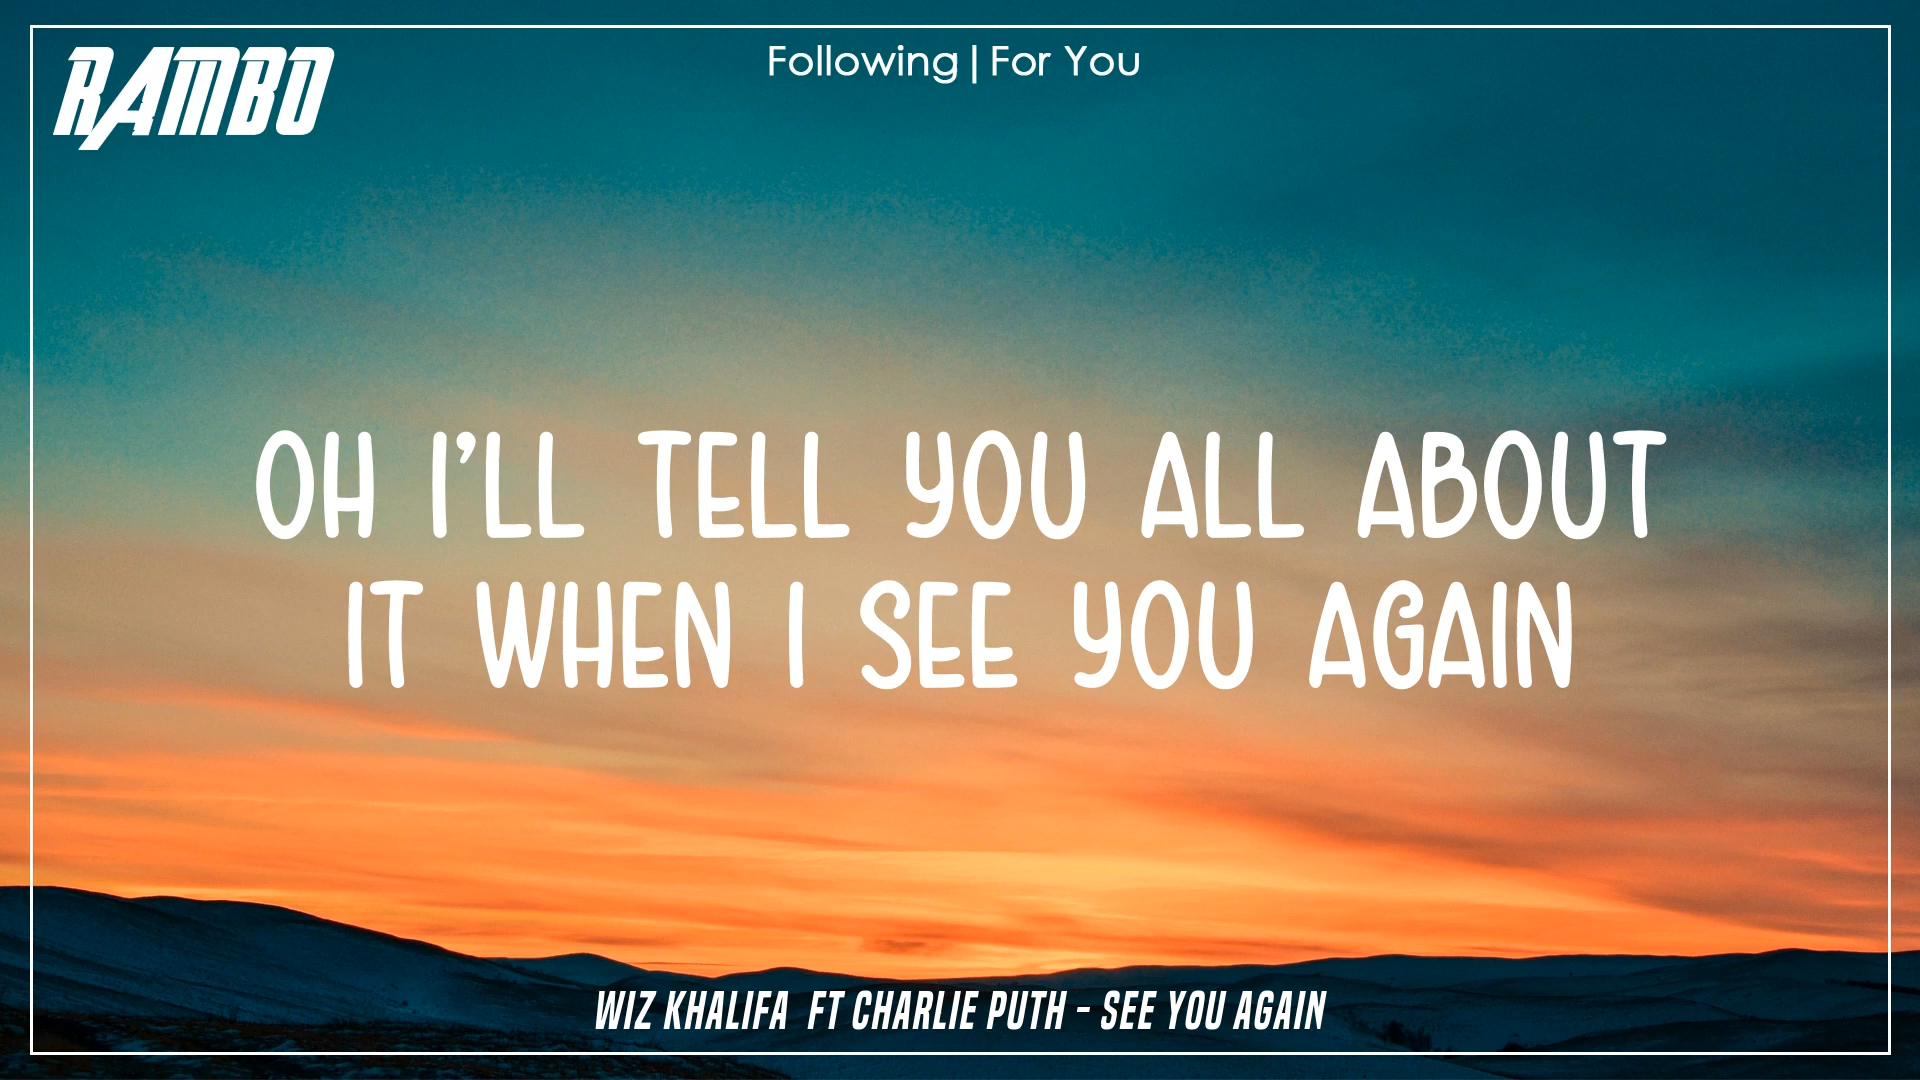 RAMBO
Following | For You
OH I'LL TELL YOU ALL ABOUT
IT WHEN I SEE YOU AGAIN
WIZ KHALIFA FT CHARLIE PUTH - SEE YOU AGAIN